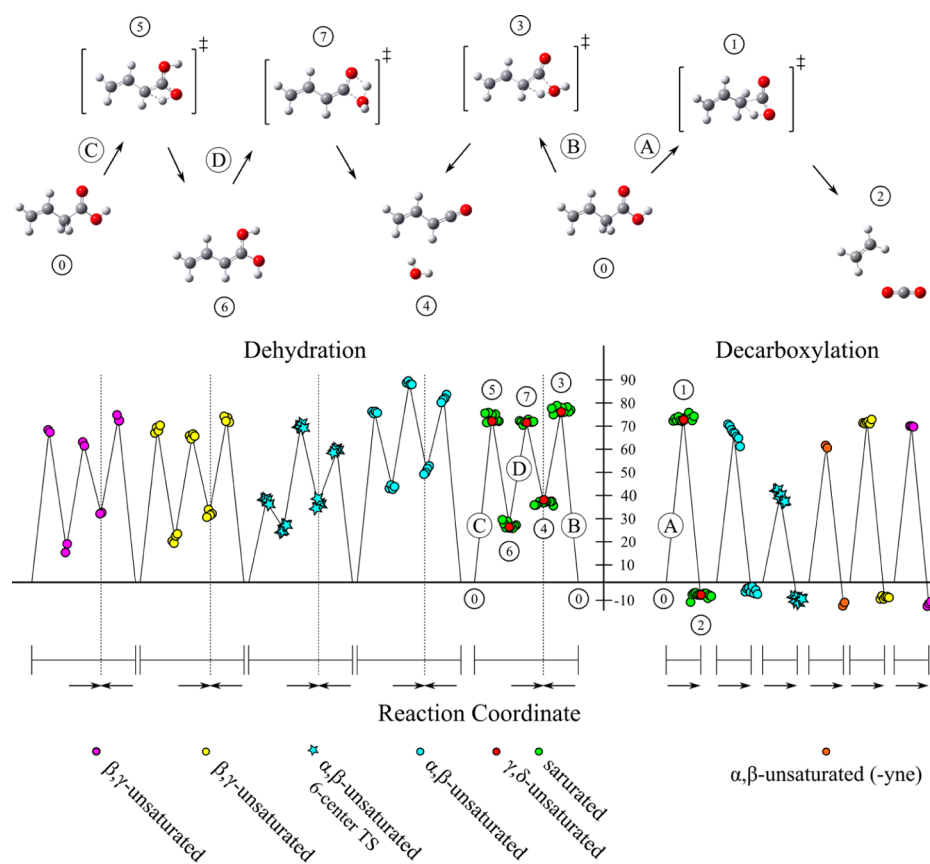 5
7
3
1
‡
‡
‡
‡
C
D
B
A
0
6
4
0
2
Dehydration
Decarboxylation
90
80
70
60
50
40
30
20
10
-10
5
7
3
1
D
C
B
A
6
4
0
0
0
2
Reaction Coordinate
β,γ-unsaturated
β,γ-unsaturated
α,β-unsaturated
6-center TS
α,β-unsaturated
γ,δ-unsaturated
sarurated
α,β-unsaturated (-yne)